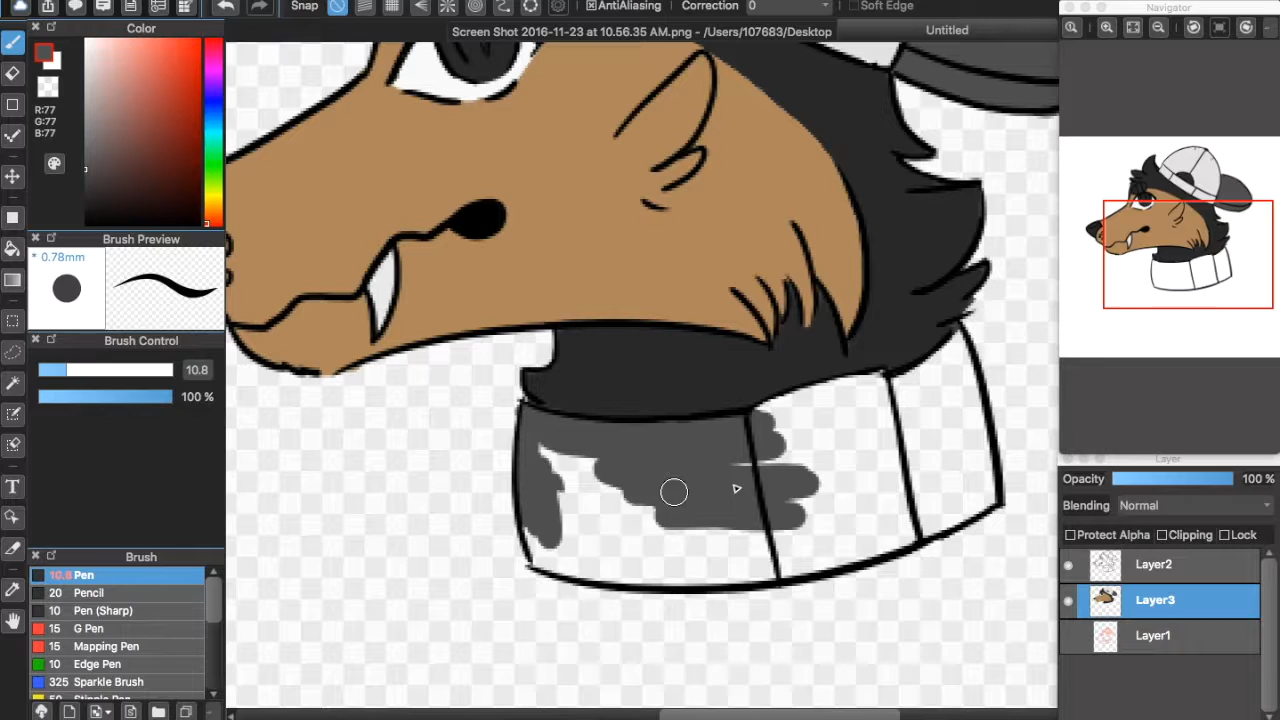 Snap
AntiAliasing
Correction
0
Soft Edge
Navigator
Color
Screen Shot 2016-11-23 at 10.56.35 AM.png - /Users/107683/Desktop
Untitled
R:77
G:77
B:77
Brush Preview
* 0.78mm
Brush Control
10.8
100 %
T
Layer
Opacity
100 %
Blending
Normal
Protect Alpha
Clipping
Lock
Layer2
Layer3
Layer1
Brush
10.8 Pen
20 Pencil
10 Pen (Sharp)
15 G Pen
15 Mapping Pen
10 Edge Pen
325 Sparkle Brush
50 Stipple Pen